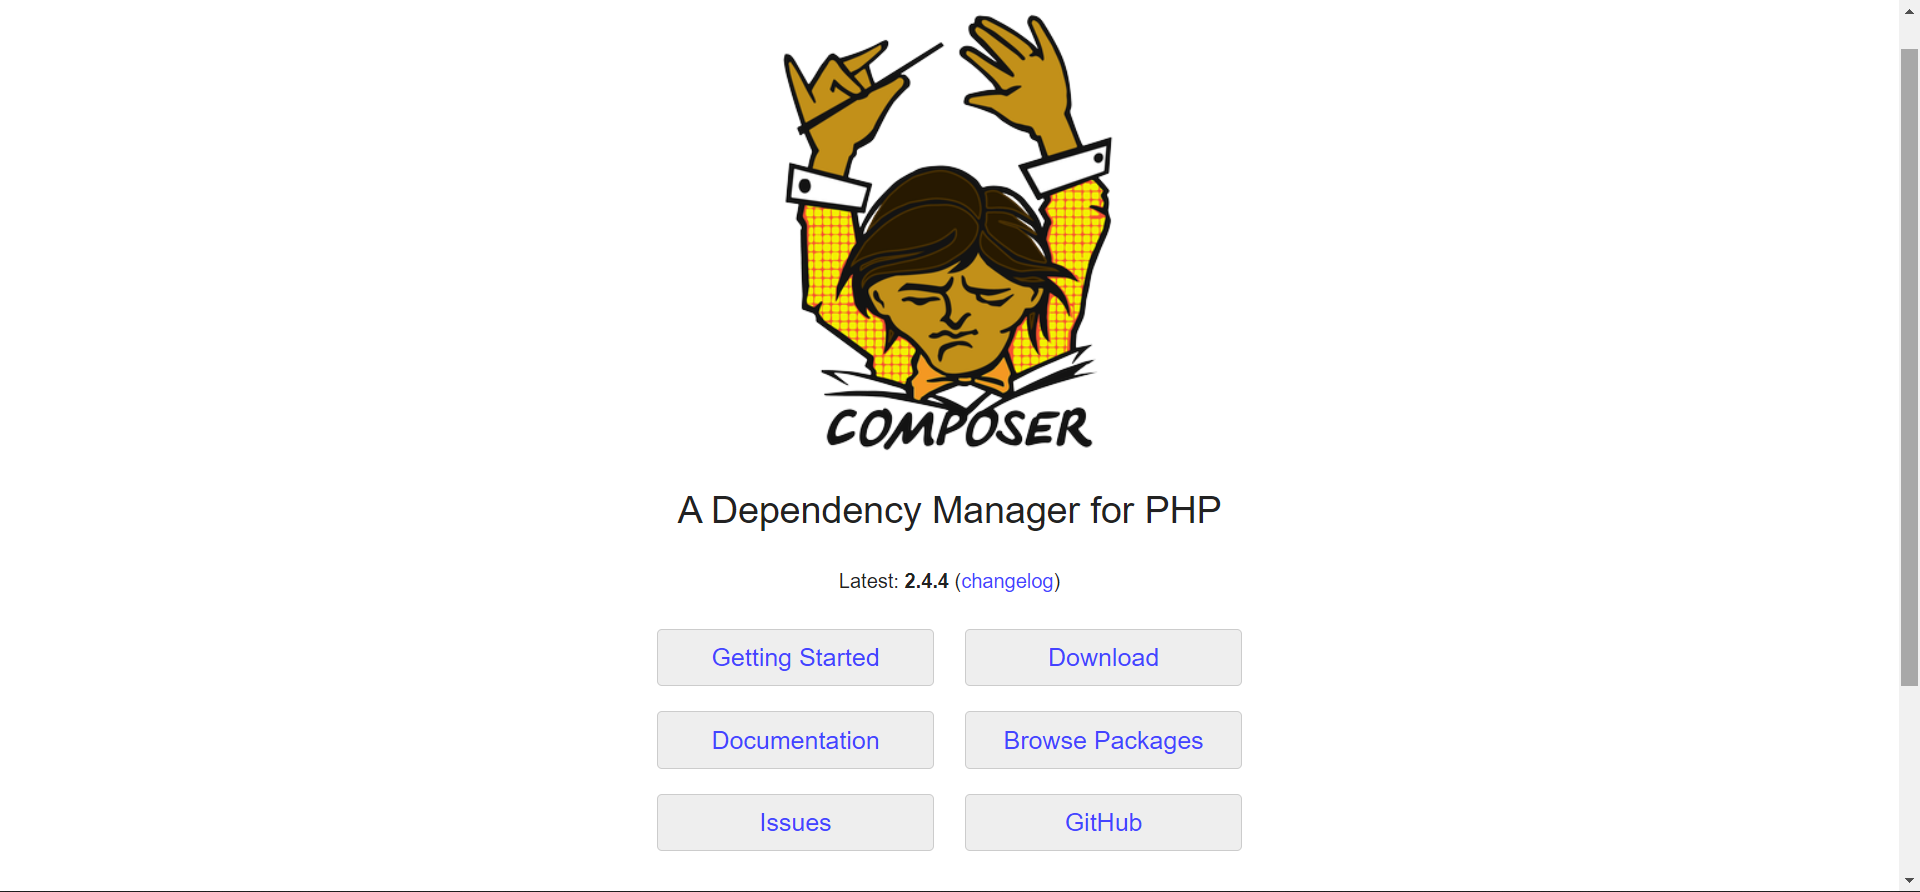 COMPOSER
A Dependency Manager for PHP
Latest: 2.4.4 (changelog)
Getting Started
Download
Documentation
Browse Packages
Issues
GitHub